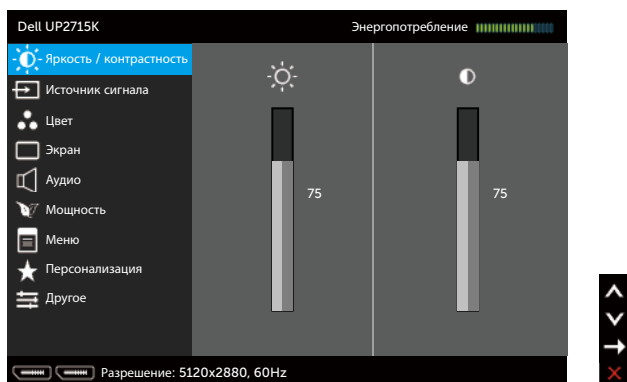 Dell UP2715K
Энергопотребление
Яркость / контрастность
Источник сигнала
Цвет
Экран
Аудио
Мощность
Меню
Персонализация
Другое
75
75
Разрешение: 5120x2880, 60Hz